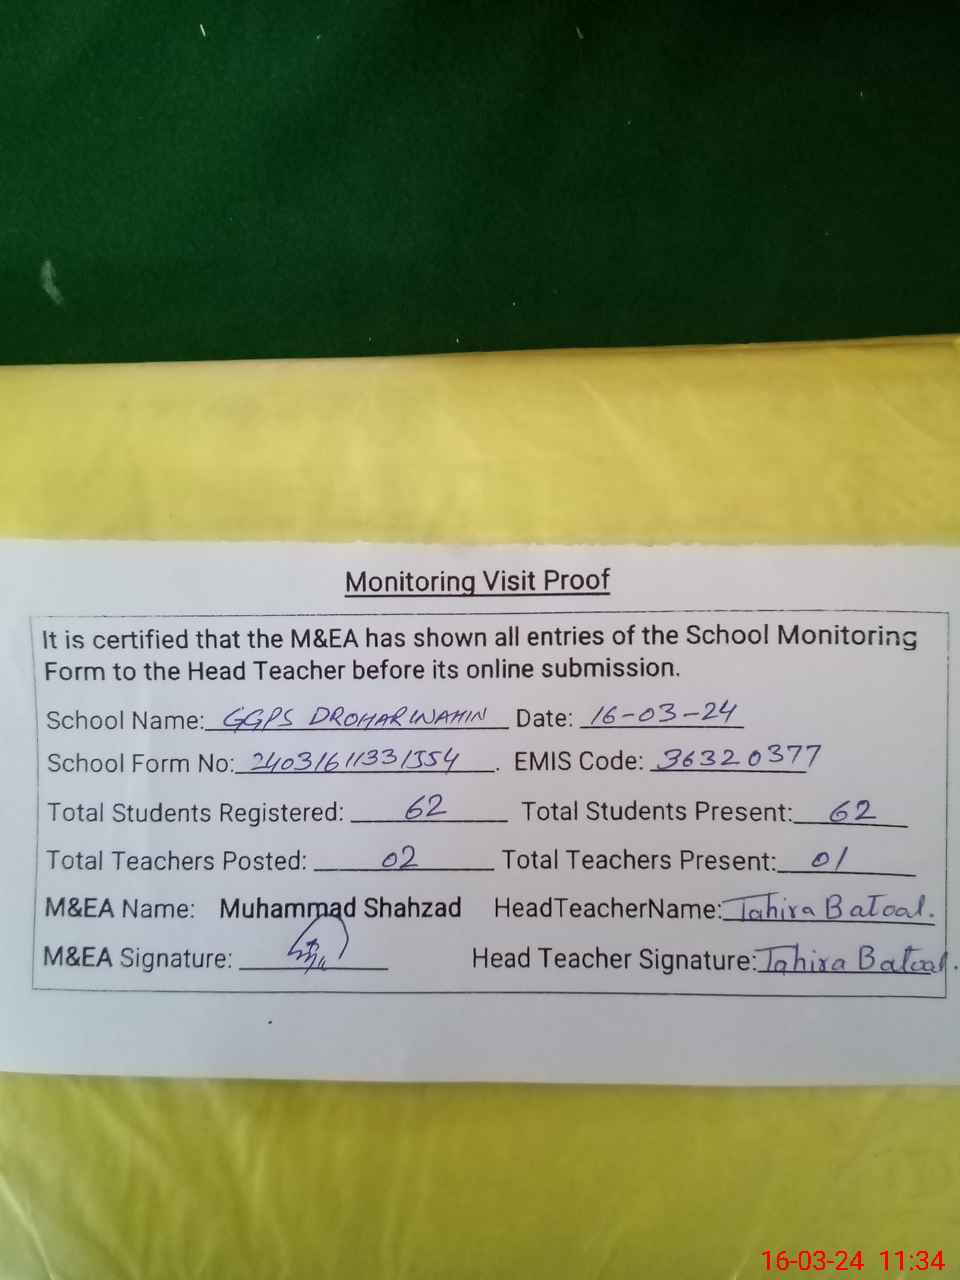 Monitoring Visit Proof
It is certified that the M&EA has shown all entries of the School Monitoring
Form to the Head Teacher before its online submission.
School Name: GGPS DROHAR WAHIN Date: 16-03-24
School Form No: 24031611331354. EMIS Code: 36320377
Total Students Registered: 62 Total Students Present: 62
Total Teachers Posted: 02 Total Teachers Present: 01
M&EA Name: Muhammad Shahzad HeadTeacherName: Tahira Batoal.
M&EA Signature: Head Teacher Signature: Tahira Batoal.
16-03-24 11:34